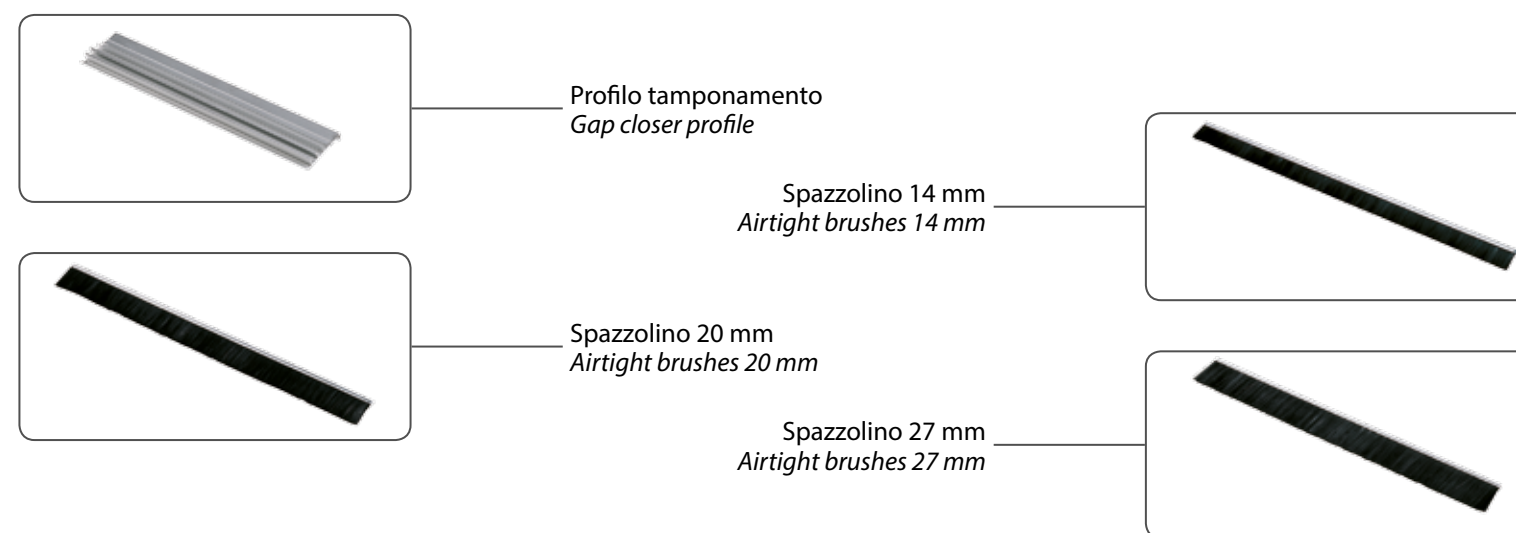 Profilo tamponamento
Gap closer profile
Spazzolino 14 mm
Airtight brushes 14 mm
Spazzolino 20 mm
Airtight brushes 20 mm
Spazzolino 27 mm
Airtight brushes 27 mm